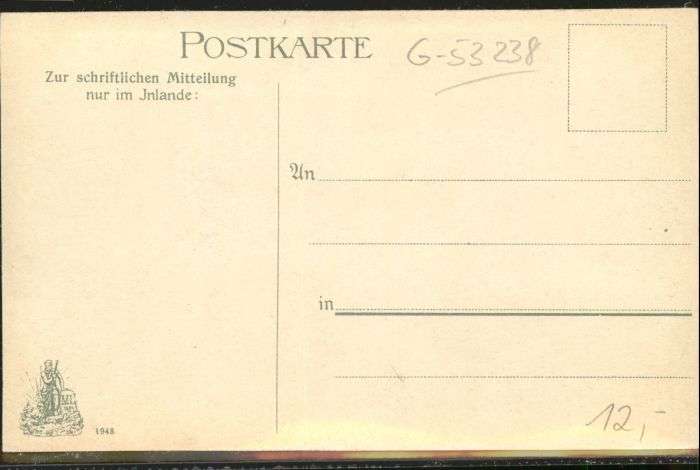 POSTKARTE
G-53238
Zur schriftlichen Mitteilung
nur im Jnlande:
An
in
1948
12,-